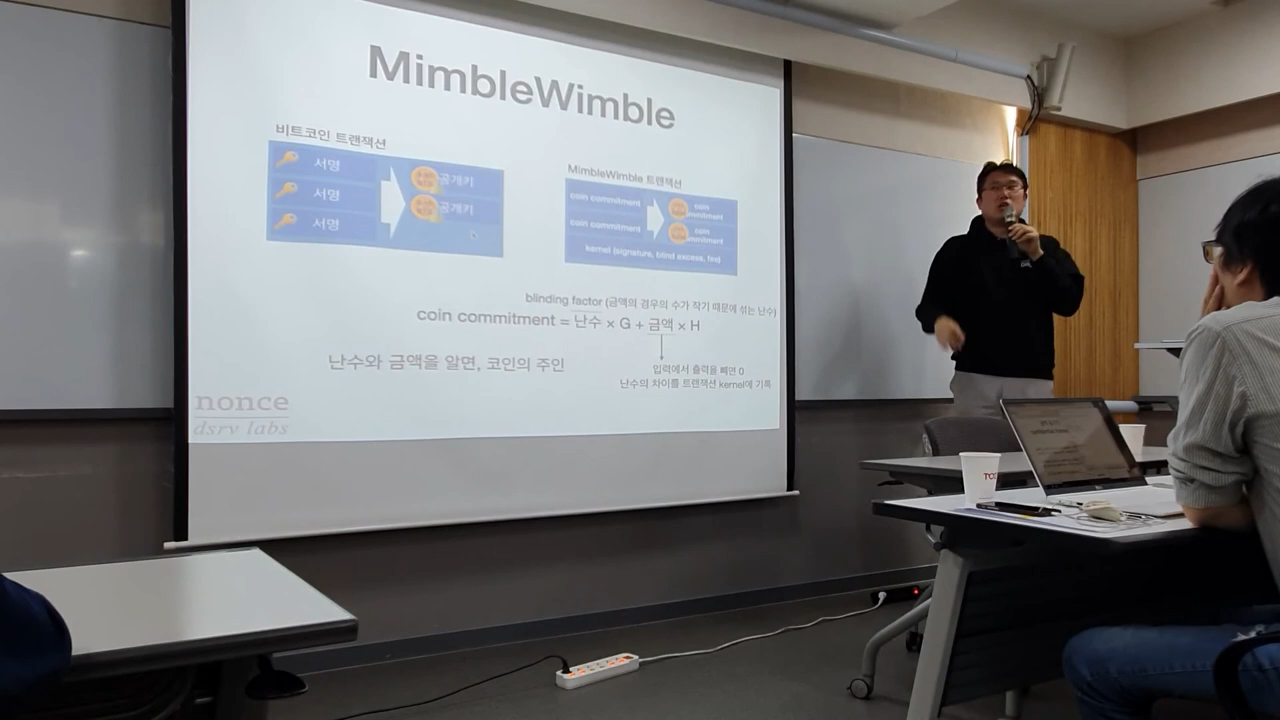 MimbleWimble
비트코인 트랜잭션
서명
공개키
서명
공개키
서명
MimbleWimble 트랜잭션
coin commitment
coin
commitment
coin commitment
coin
commitment
kernel (signature, blind excess, fee)
blinding factor (금액의 경우의 수가 작기 때문에 섞는 난수)
coin commitment = 난수 × G + 금액 × H
난수와 금액을 알면, 코인의 주인
입력에서 출력을 빼면 0
난수의 차이를 트랜잭션 kernel에 기록
nonce
dsrv labs